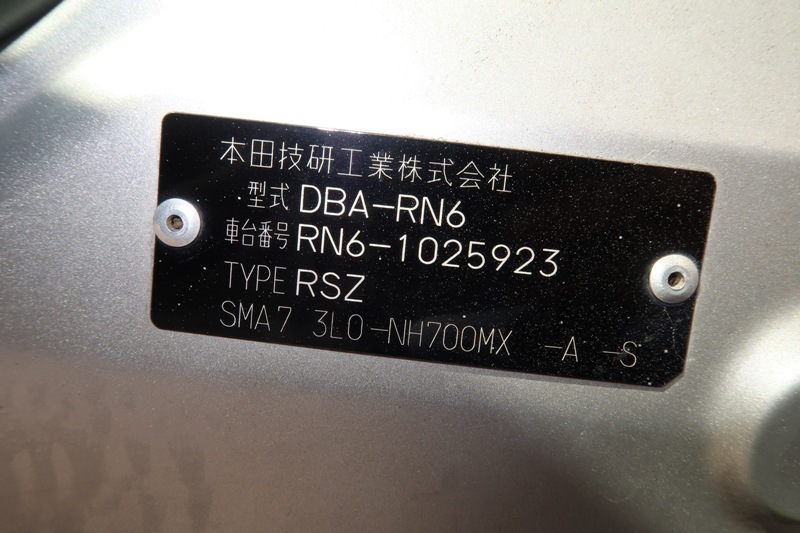 本田技研工業株式会社
型式 DBA-RN6
車台番号 RN6-1025923
TYPE RSZ
SMA7 3L0-NH700MX -A -S